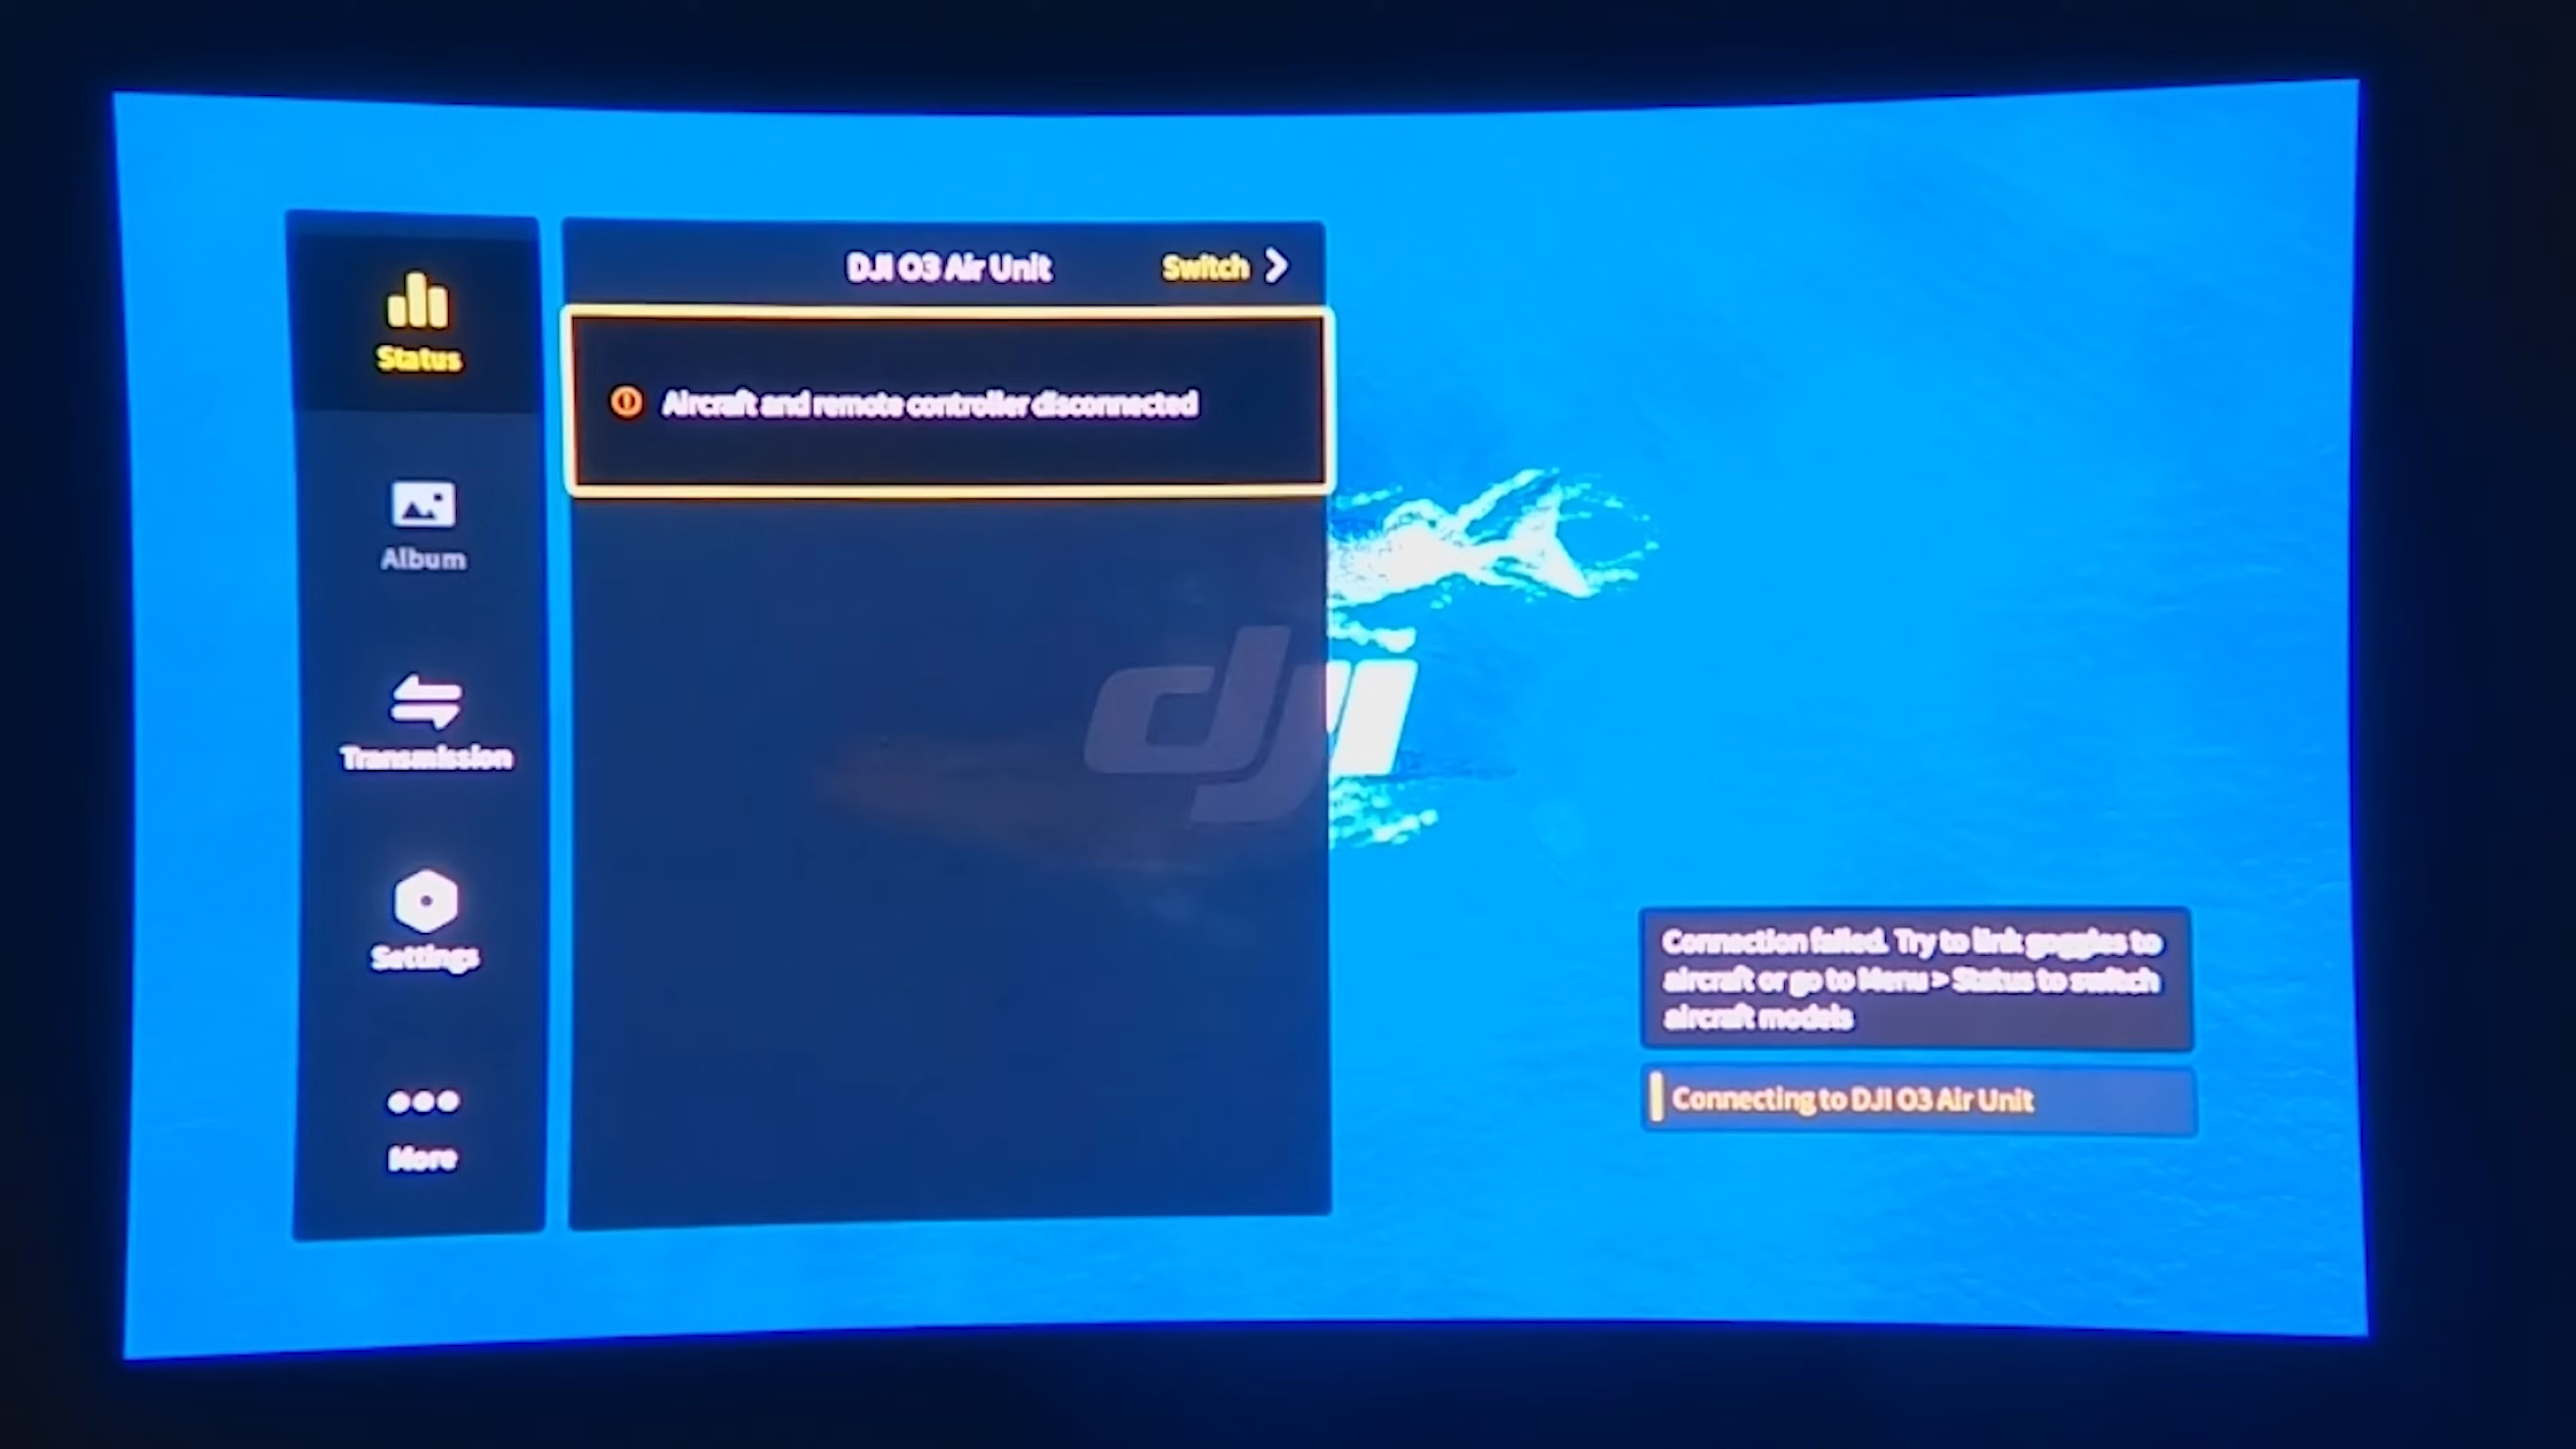 DJI O3 Air Unit
Switch
Status
Aircraft and remote controller disconnected
Album
Transmission
Settings
More
dji
Connection failed. Try to link goggles to
aircraft or go to Menu > Status to switch
aircraft models
Connecting to DJI O3 Air Unit